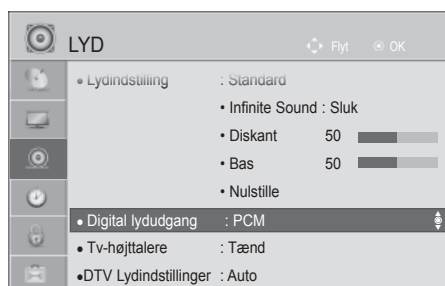 LYD Flyt OK
• Lydindstilling : Standard
• Infinite Sound : Sluk
• Diskant 50
• Bas 50
• Nulstille
• Digital lydudgang : PCM
• Tv-højttalere : Tænd
•DTV Lydindstillinger : Auto